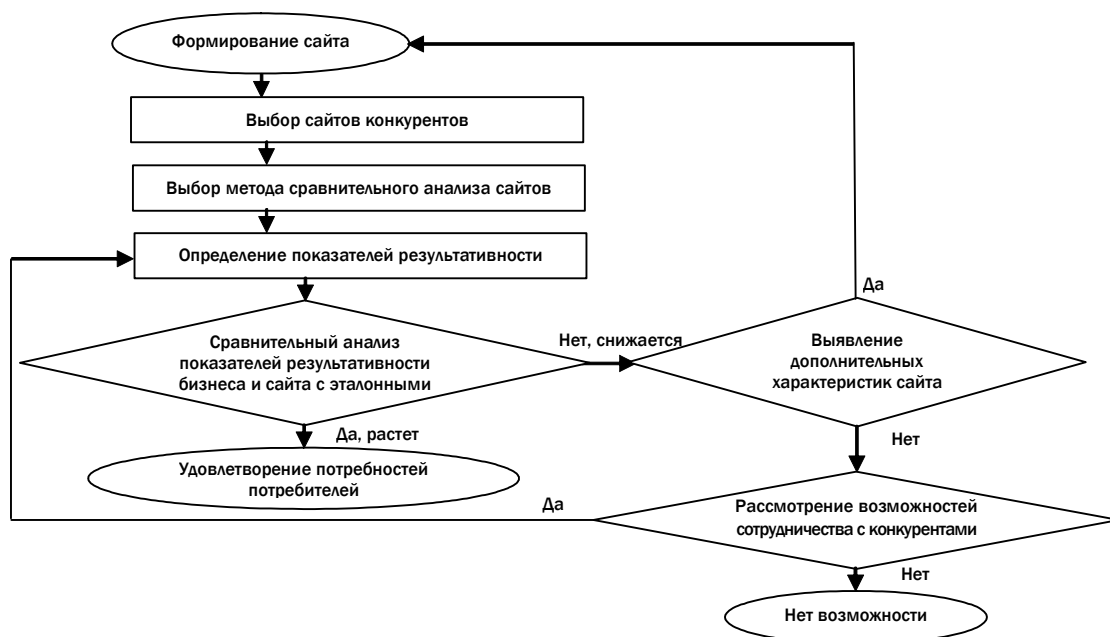 Формирование сайта
Выбор сайтов конкурентов
Выбор метода сравнительного анализа сайтов
Определение показателей результативности
Да
Сравнительный анализ
показателей результативности
бизнеса и сайта с эталонными
Нет, снижается
Выявление
дополнительных
характеристик сайта
Да, растет
Нет
Удовлетворение потребностей
потребителей
Да
Рассмотрение возможностей
сотрудничества с конкурентами
Нет
Нет возможности